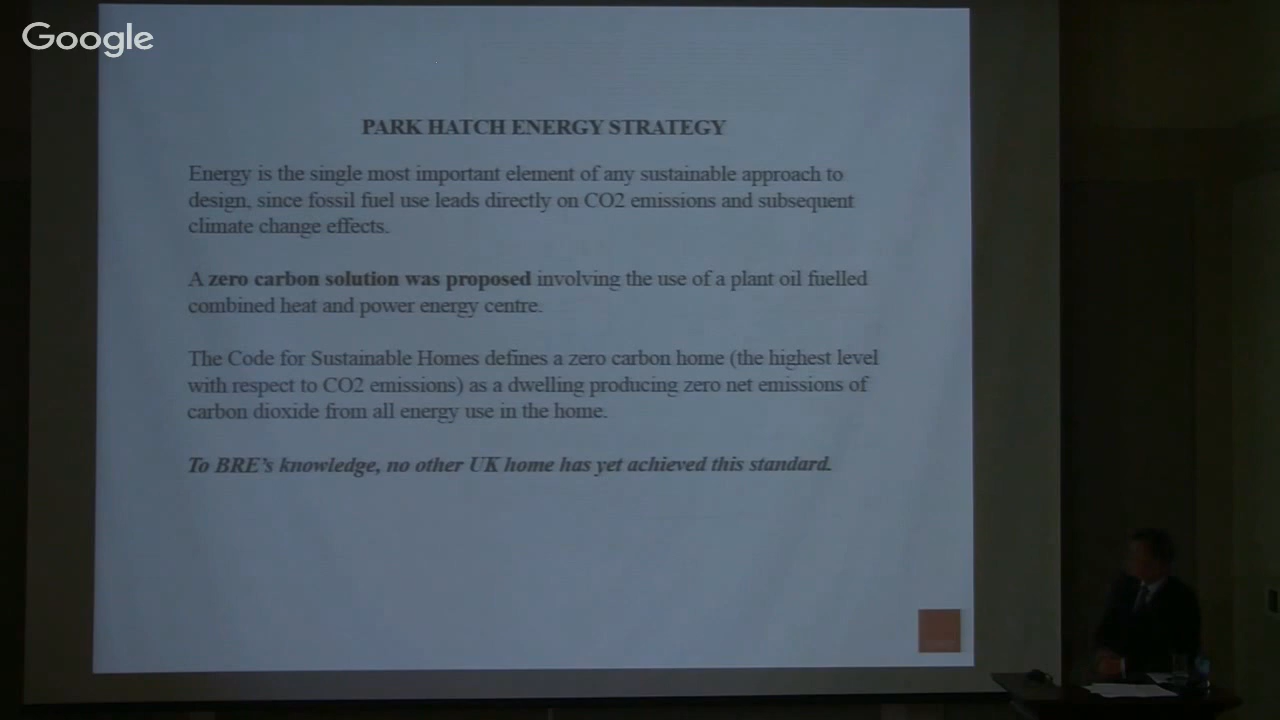 Google
PARK HATCH ENERGY STRATEGY
Energy is the single most important element of any sustainable approach to
design, since fossil fuel use leads directly on CO2 emissions and subsequent
climate change effects.
A zero carbon solution was proposed involving the use of a plant oil fuelled
combined heat and power energy centre.
The Code for Sustainable Homes defines a zero carbon home (the highest level
with respect to CO2 emissions) as a dwelling producing zero net emissions of
carbon dioxide from all energy use in the home.
To BRE's knowledge, no other UK home has yet achieved this standard.